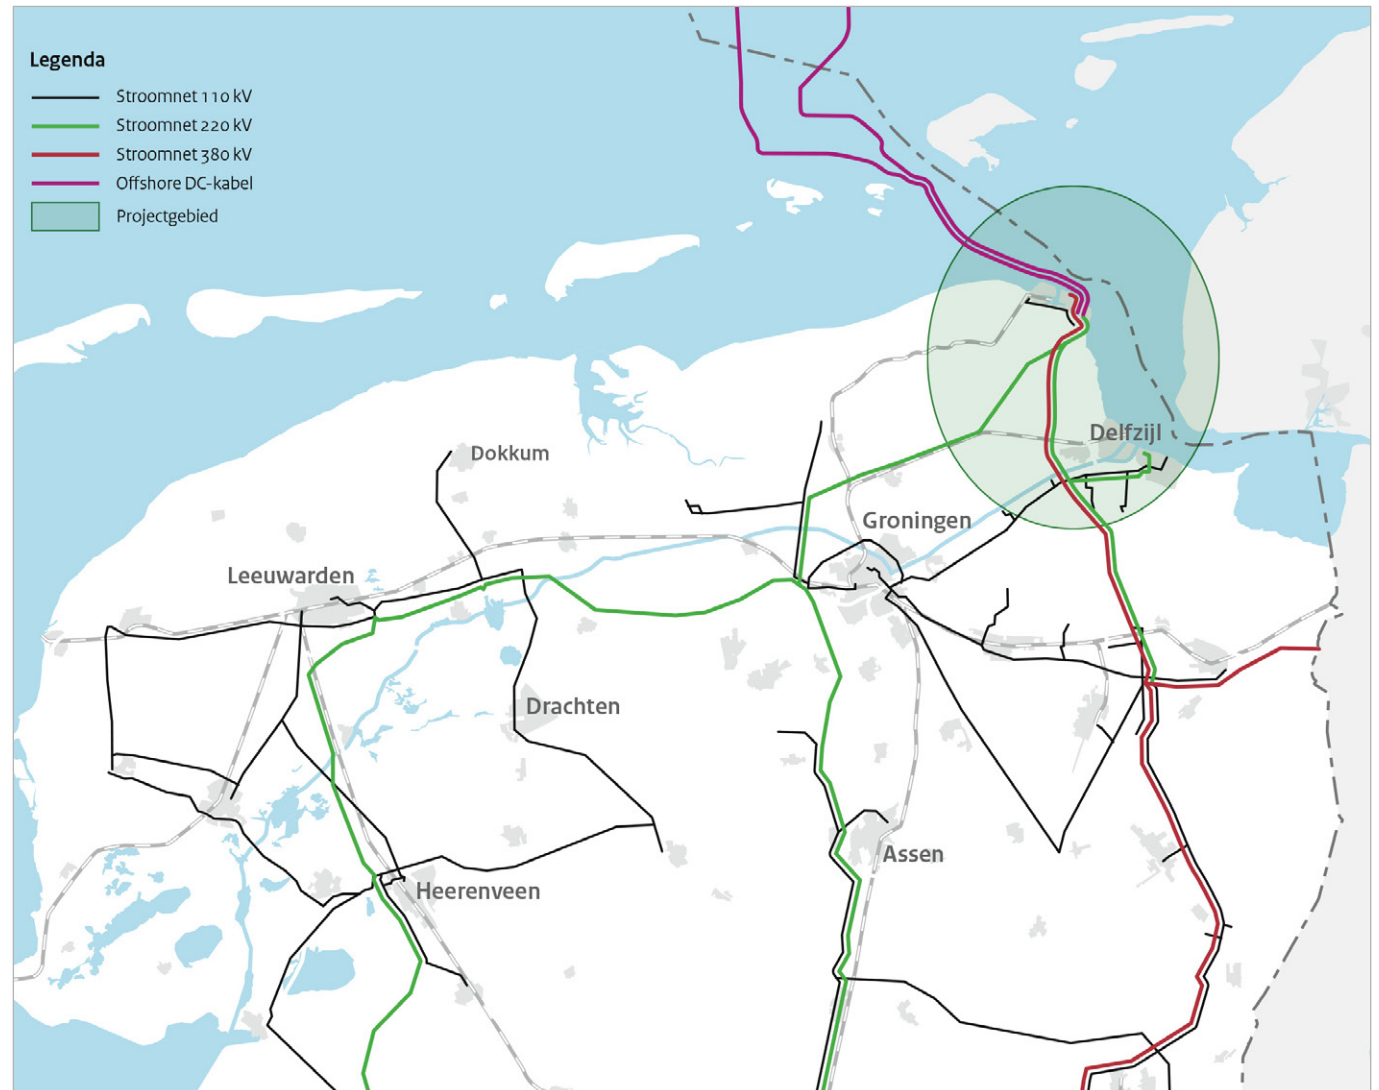 Legenda
Stroomnet 110 kV
Stroomnet 220 kV
Stroomnet 380 kV
Offshore DC-kabel
Projectgebied
Delfzijl
Dokkum
Groningen
Leeuwarden
Drachten
Assen
Heerenveen